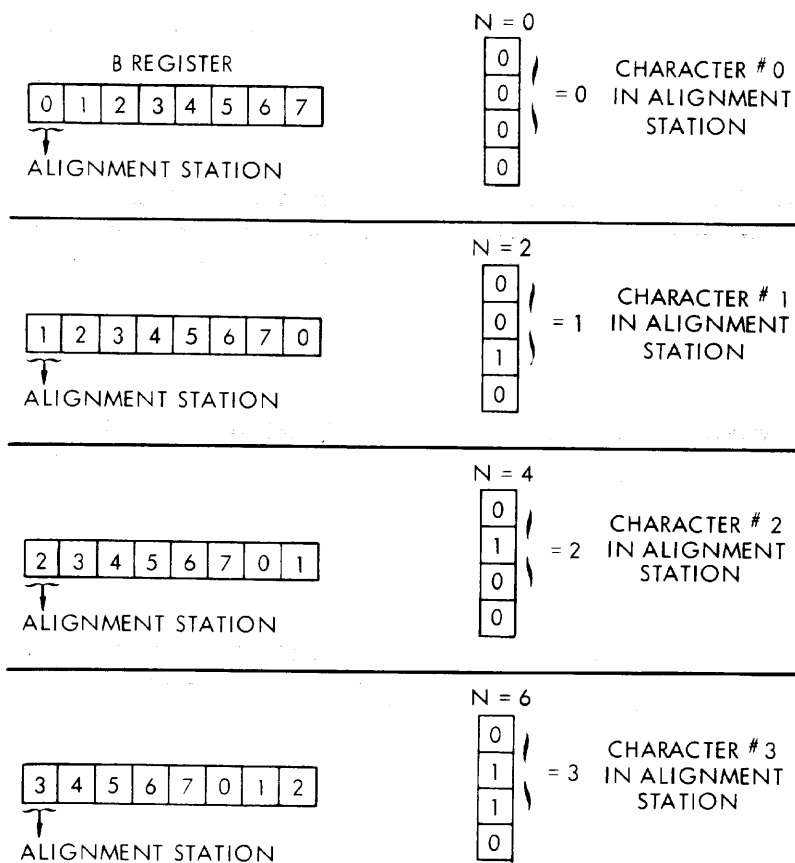 N = 0
B REGISTER
0 1 2 3 4 5 6 7
ALIGNMENT STATION
0
0
0
0
= 0
CHARACTER # 0
IN ALIGNMENT
STATION
N = 2
1 2 3 4 5 6 7 0
ALIGNMENT STATION
0
0
1
0
= 1
CHARACTER # 1
IN ALIGNMENT
STATION
N = 4
2 3 4 5 6 7 0 1
ALIGNMENT STATION
0
1
0
0
= 2
CHARACTER # 2
IN ALIGNMENT
STATION
N = 6
3 4 5 6 7 0 1 2
ALIGNMENT STATION
0
1
1
0
= 3
CHARACTER # 3
IN ALIGNMENT
STATION